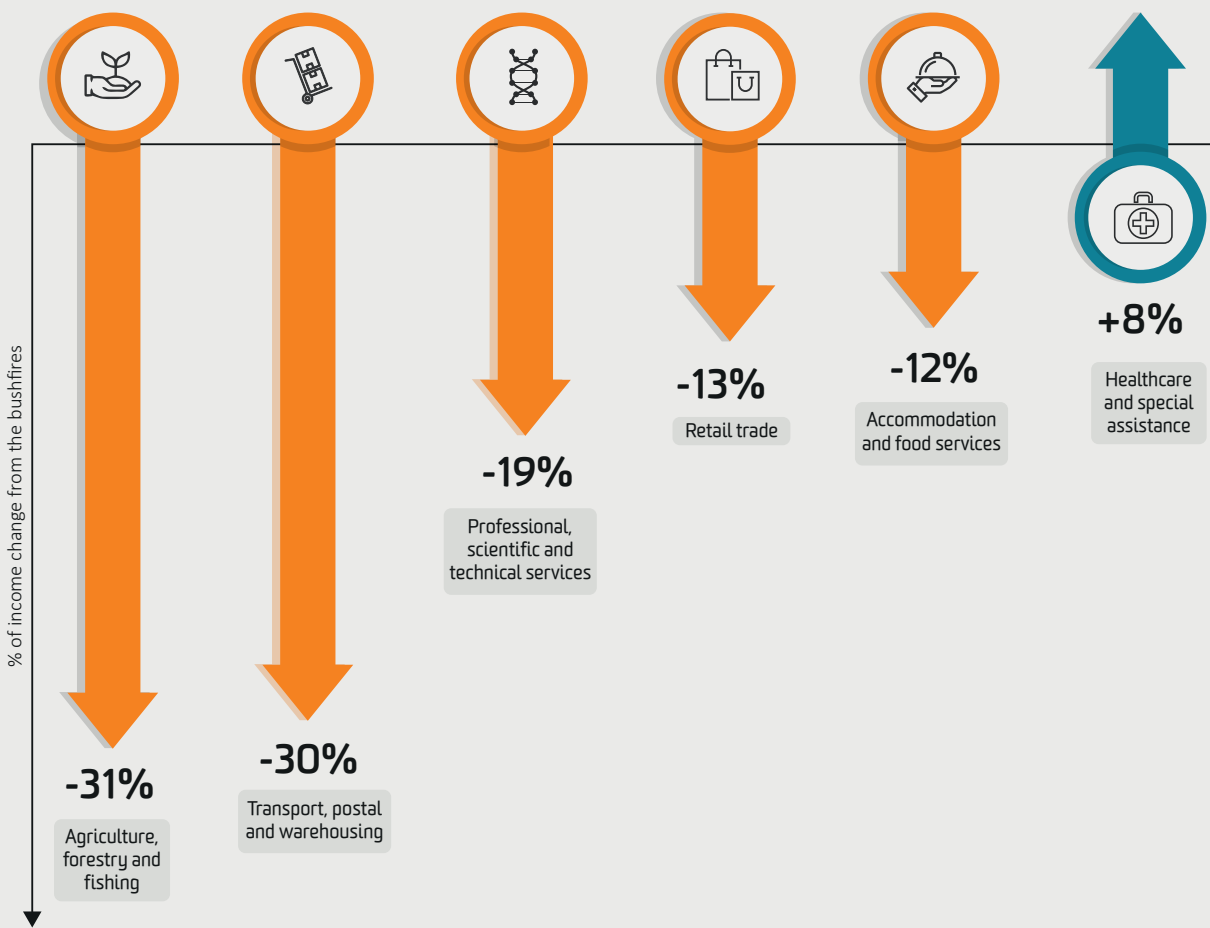 % of income change from the bushfires
-31%
Agriculture,
forestry and
fishing
-30%
Transport, postal
and warehousing
-19%
Professional,
scientific and
technical services
-13%
Retail trade
-12%
Accommodation
and food services
+8%
Healthcare
and special
assistance